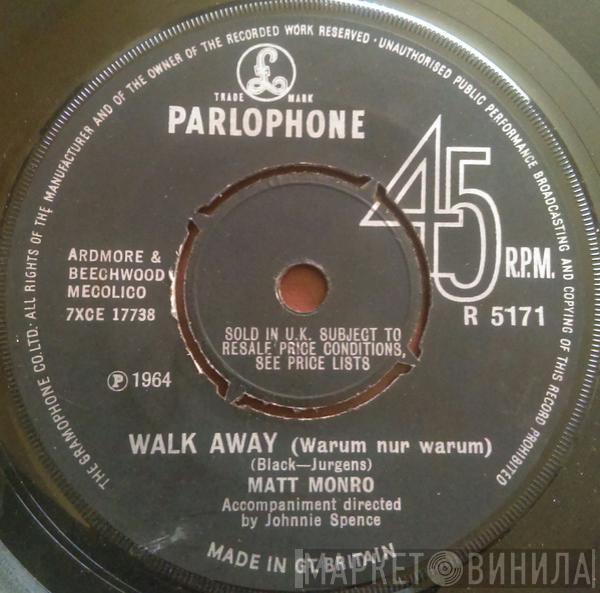 THE GRAMOPHONE CO.LTD. ALL RIGHTS OF THE MANUFACTURER AND OF THE OWNER OF THE RECORDED WORK RESERVED · UNAUTHORISED PUBLIC PERFORMANCE BROADCASTING AND COPYING OF THIS RECORD PROHIBITED
£
TRADE MARK
PARLOPHONE
45
R.P.M.
ARDMORE &
BEECHWOOD
MECOLICO
7XCE 17738
R 5171
SOLD IN U.K. SUBJECT TO
RESALE PRICE CONDITIONS,
SEE PRICE LISTS
℗ 1964
WALK AWAY (Warum nur warum)
(Black—Jurgens)
MATT MONRO
Accompaniment directed
by Johnnie Spence
MADE IN GT. BRITAIN
МАРКЕТ ВИНИЛА